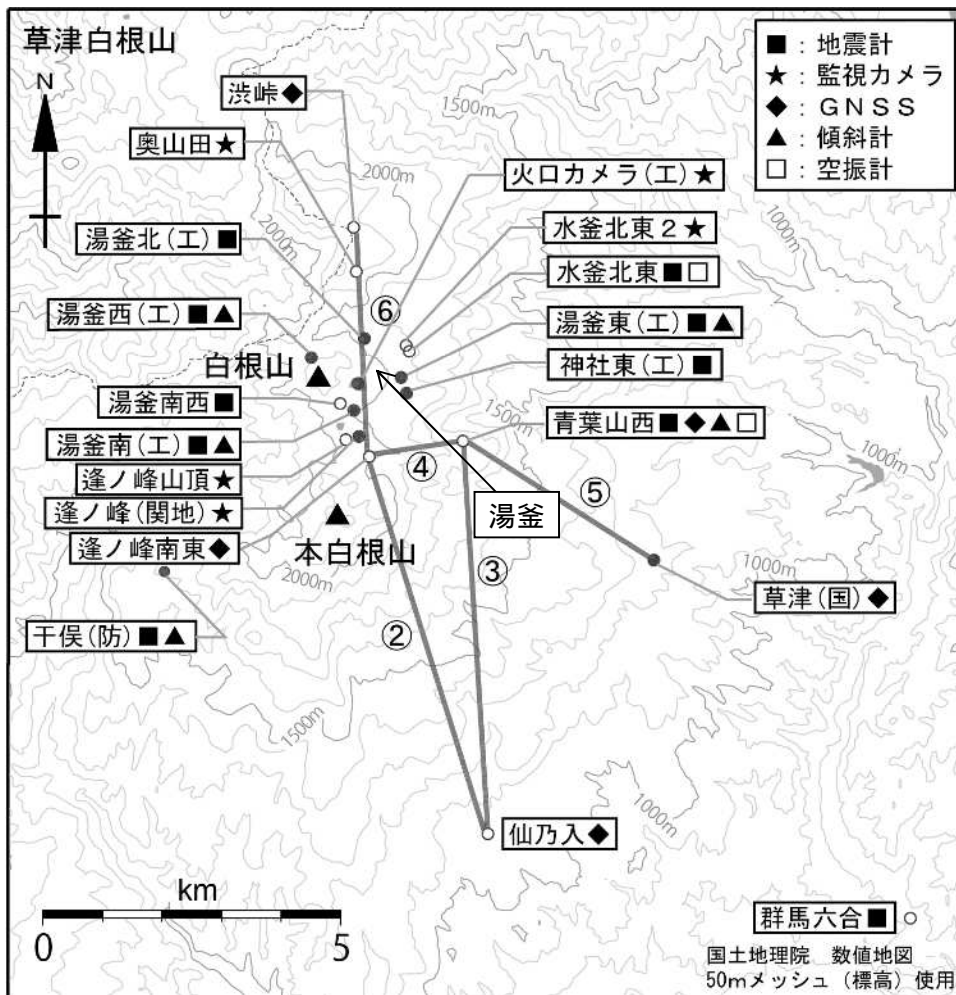 草津白根山
N
■：地震計
★：監視カメラ
◆：ＧＮＳＳ
▲：傾斜計
□：空振計
渋峠◆
奥山田★
湯釜北(工)■
湯釜西(工)■▲
白根山
湯釜南西■
湯釜南(工)■▲
逢ノ峰山頂★
逢ノ峰(関地)★
逢ノ峰南東◆
本白根山
干俣(防)■▲
火口カメラ(工)★
水釜北東２★
水釜北東■□
湯釜東(工)■▲
神社東(工)■
青葉山西■◆▲□
湯釜
草津(国)◆
仙乃入◆
群馬六合■
②
③
④
⑤
⑥
1500m
2000m
2000m
1000m
1500m
1000m
2000m
1000m
1500m
1000m
km
0
5
国土地理院　数値地図
50mメッシュ（標高）使用